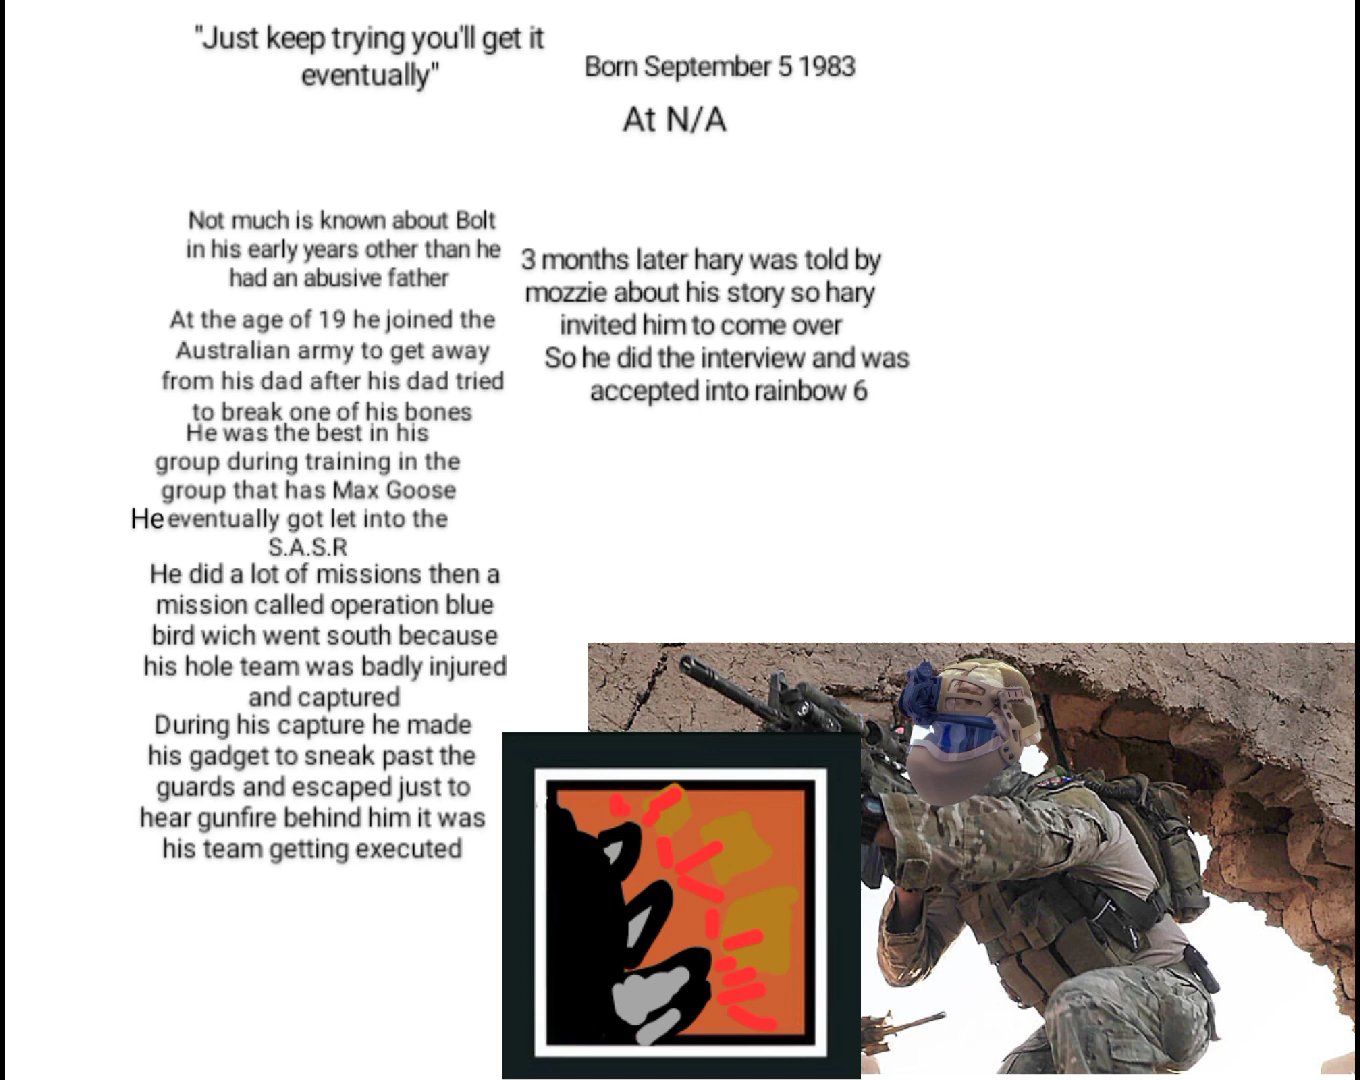 "Just keep trying you'll get it
eventually"
Born September 5 1983
At N/A
Not much is known about Bolt
in his early years other than he
had an abusive father
At the age of 19 he joined the
Australian army to get away
from his dad after his dad tried
to break one of his bones
He was the best in his
group during training in the
group that has Max Goose
He eventually got let into the
S.A.S.R
He did a lot of missions then a
mission called operation blue
bird wich went south because
his hole team was badly injured
and captured
During his capture he made
his gadget to sneak past the
guards and escaped just to
hear gunfire behind him it was
his team getting executed
3 months later hary was told by
mozzie about his story so hary
invited him to come over
So he did the interview and was
accepted into rainbow 6